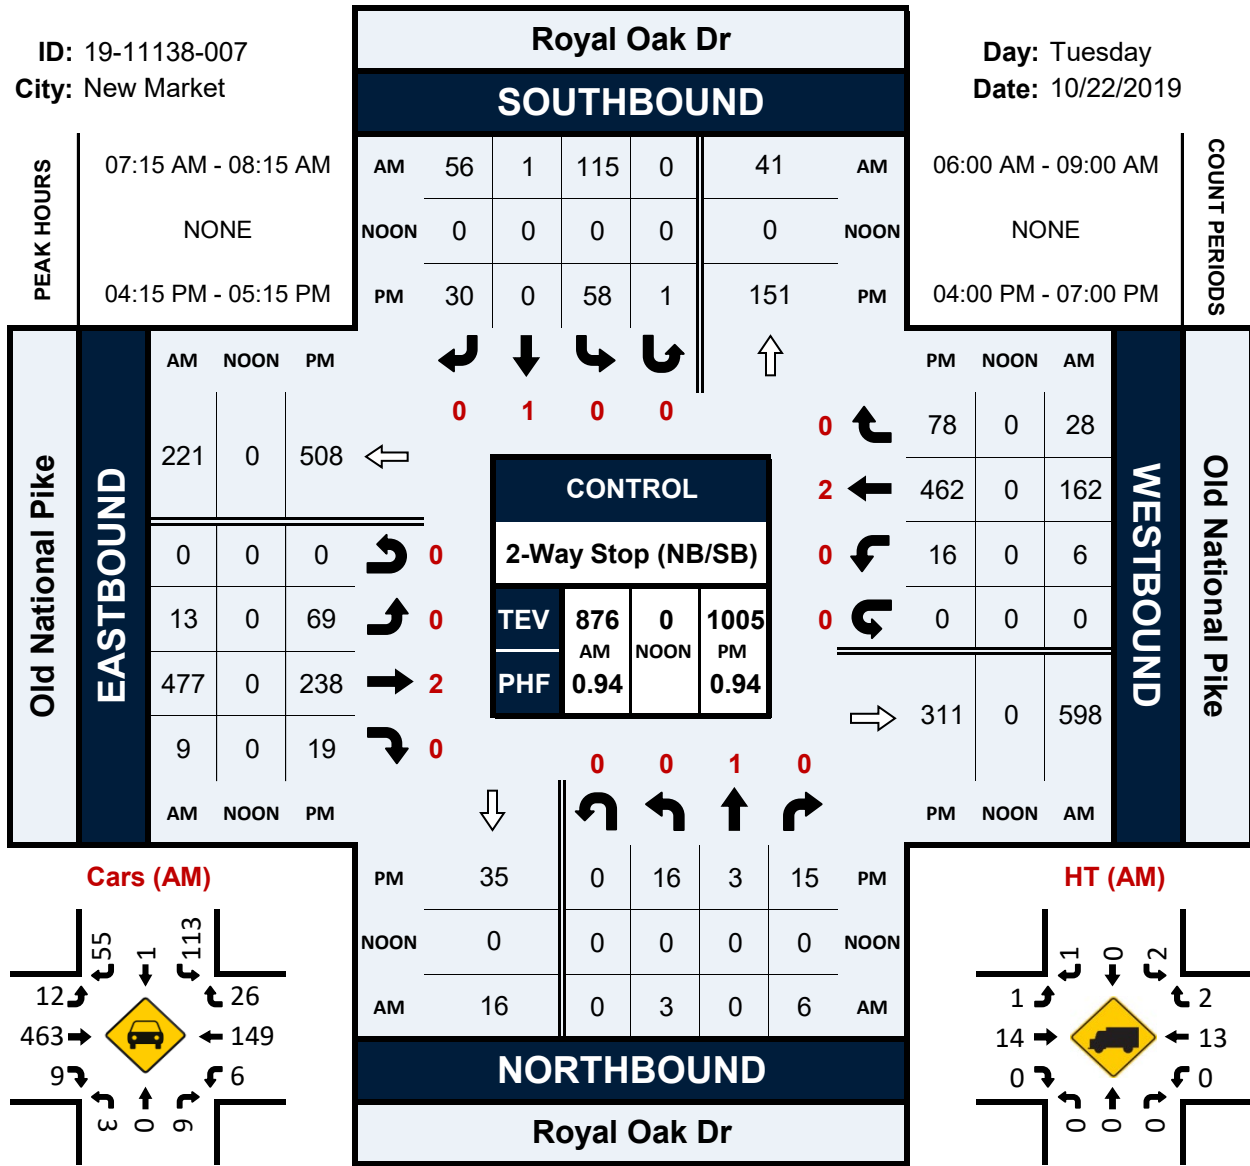 Royal Oak Dr
ID: 19-11138-007
City: New Market
Day: Tuesday
Date: 10/22/2019
SOUTHBOUND
PEAK HOURS
07:15 AM - 08:15 AM
NONE
04:15 PM - 05:15 PM
AM 56 1 115 0 41 AM
NOON 0 0 0 0 0 NOON
PM 30 0 58 1 151 PM
06:00 AM - 09:00 AM
NONE
04:00 PM - 07:00 PM
COUNT PERIODS
0 1 0 0
Old National Pike
EASTBOUND
AM NOON PM
221 0 508
0 0 0 0
13 0 69 0
477 0 238 2
9 0 19 0
AM NOON PM
CONTROL
2-Way Stop (NB/SB)
TEV 876 0 1005
AM NOON PM
PHF 0.94 0.94
PM NOON AM
0 78 0 28
2 462 0 162
0 16 0 6
0 0 0 0
311 0 598
PM NOON AM
WESTBOUND
Old National Pike
0 0 1 0
PM 35 0 16 3 15 PM
NOON 0 0 0 0 0 NOON
AM 16 0 3 0 6 AM
NORTHBOUND
Royal Oak Dr
Cars (AM)
55 1 113
12 26
463 149
9 6
3 0 6
HT (AM)
1 0 2
1 2
14 13
0 0
0 0 0